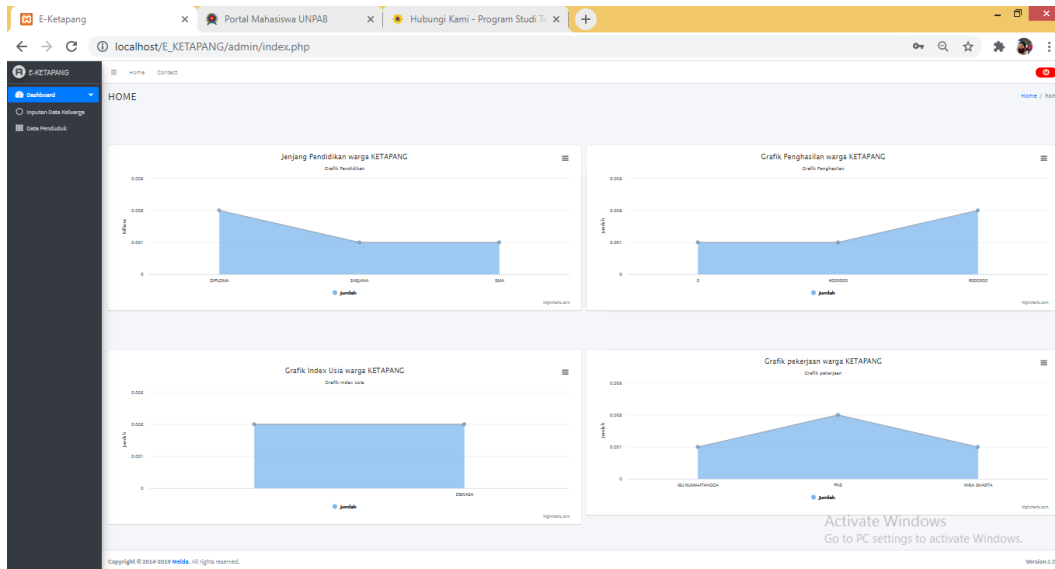 E-Ketapang
Portal Mahasiswa UNPAB
Hubungi Kami - Program Studi T
localhost/E_KETAPANG/admin/index.php
E-KETAPANG
Home Contact
Dashboard
Inputan Data Keluarga
Data Penduduk
HOME
Home / hom
Jenjang Pendidikan warga KETAPANG
Grafik Pendidikan
0.003
0.002
0.001
0
DIPLOMA SARJANA SMA
Jumlah
Highcharts.com
Grafik Penghasilan warga KETAPANG
Grafik Penghasilan
0.003
0.002
0.001
0
Jumlah
0 4000000 5000000
Jumlah
Highcharts.com
Grafik Index Usia warga KETAPANG
Grafik Index Usia
0.003
0.002
0.001
0
Jumlah
DEWASA
Jumlah
Highcharts.com
Grafik pekerjaan warga KETAPANG
Grafik pekerjaan
0.003
0.002
0.001
0
Jumlah
IBU RUMAHTANGGA PNS WIRA SWASTA
Jumlah
Highcharts.com
Activate Windows
Go to PC settings to activate Windows.
Copyright © 2014-2019 Melda. All rights reserved.
Version